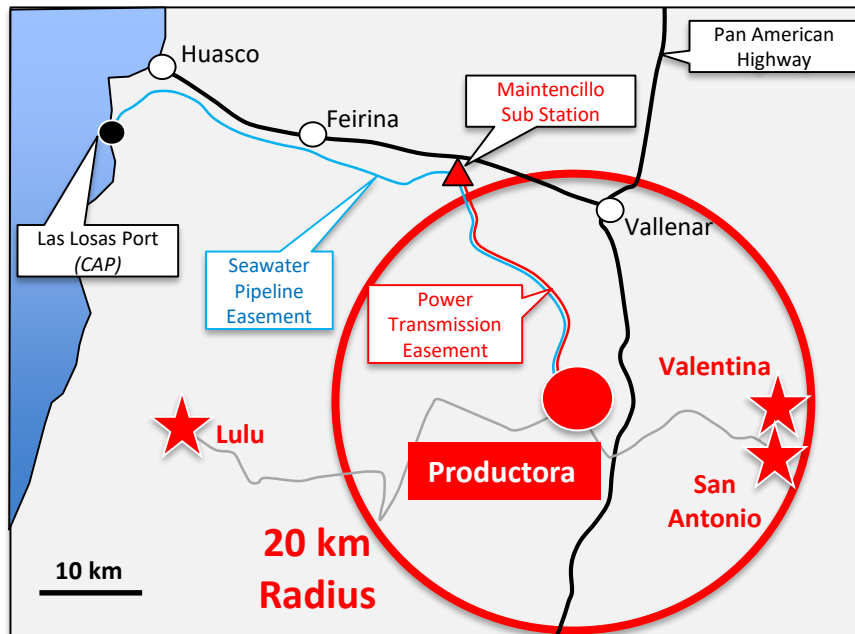 Pan American
Highway
Huasco
Maintencillo
Sub Station
Feirina
Las Losas Port
(CAP)
Vallenar
Seawater
Pipeline
Easement
Power
Transmission
Easement
Valentina
Lulu
Productora
San
Antonio
20 km
Radius
10 km